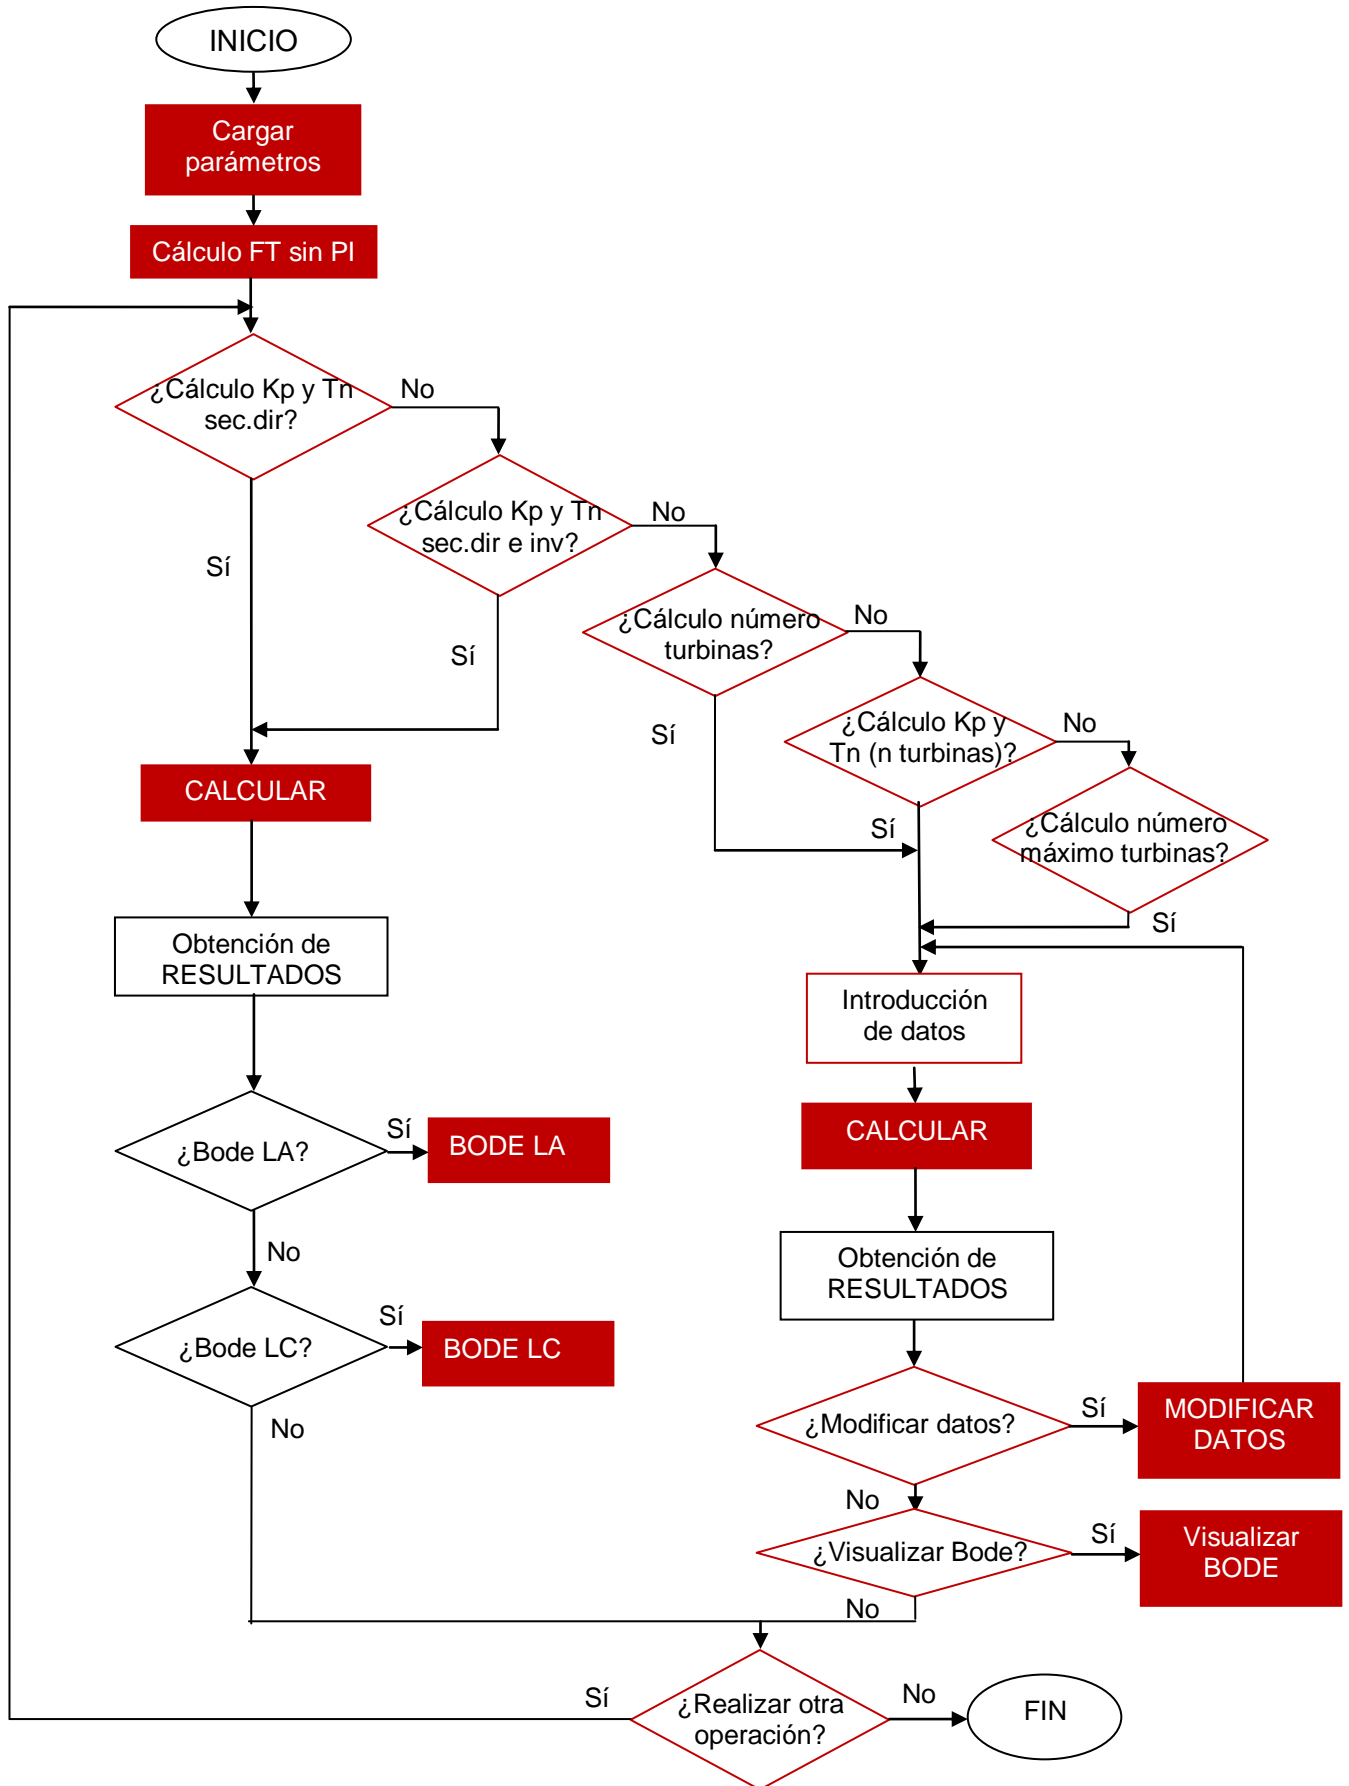 INICIO
Cargar
parámetros
Cálculo FT sin PI
¿Cálculo Kp y Tn
sec.dir?
No
¿Cálculo Kp y Tn
sec.dir e inv?
No
Sí
¿Cálculo número
turbinas?
No
Sí
¿Cálculo Kp y
Tn (n turbinas)?
No
Sí
CALCULAR
¿Cálculo número
máximo turbinas?
Sí
Sí
Obtención de
RESULTADOS
Introducción
de datos
¿Bode LA?
Sí
BODE LA
CALCULAR
No
Obtención de
RESULTADOS
¿Bode LC?
Sí
BODE LC
No
¿Modificar datos?
Sí
MODIFICAR
DATOS
No
¿Visualizar Bode?
Sí
Visualizar
BODE
No
¿Realizar otra
operación?
Sí
No
FIN